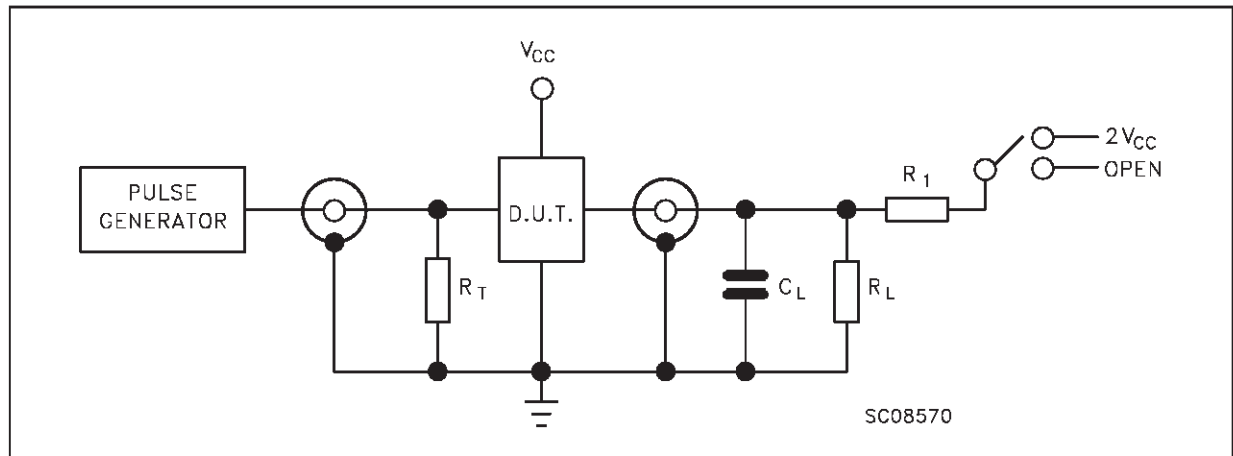 VCC
2VCC
OPEN
R1
PULSE
GENERATOR
D.U.T.
RT
CL
RL
SC08570